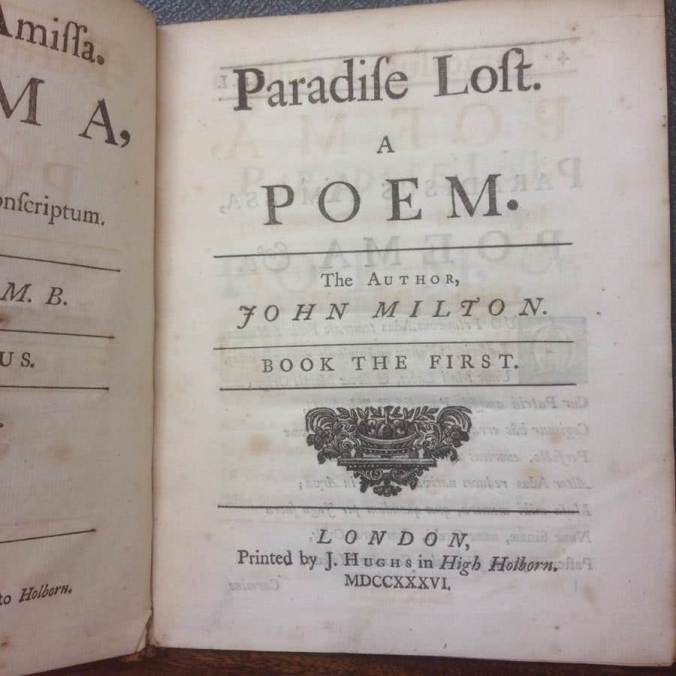 Amiſſa.
M A,
onſcriptum.
M. B.
US.
to Holborn.
Paradiſe Loſt.
A
POEM.
The AUTHOR,
JOHN MILTON.
BOOK THE FIRST.
LONDON,
Printed by J. HUGHS in High Holborn.
MDCCXXXVI.